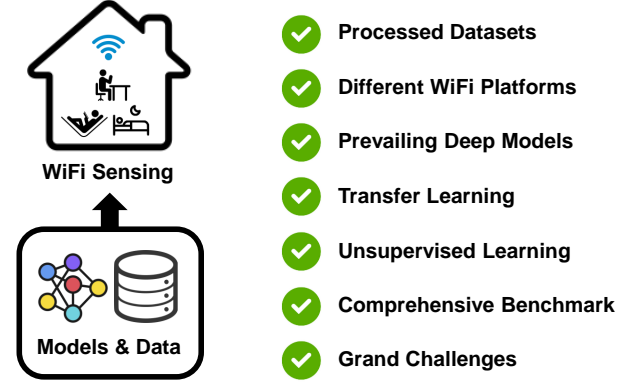 WiFi Sensing
Models & Data
Processed Datasets
Different WiFi Platforms
Prevailing Deep Models
Transfer Learning
Unsupervised Learning
Comprehensive Benchmark
Grand Challenges